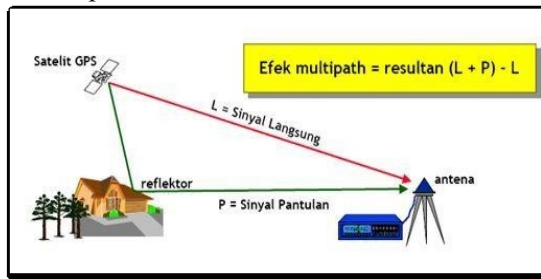 Satelit GPS
Efek multipath = resultan (L + P) - L
L = Sinyal Langsung
reflektor
antena
P = Sinyal Pantulan